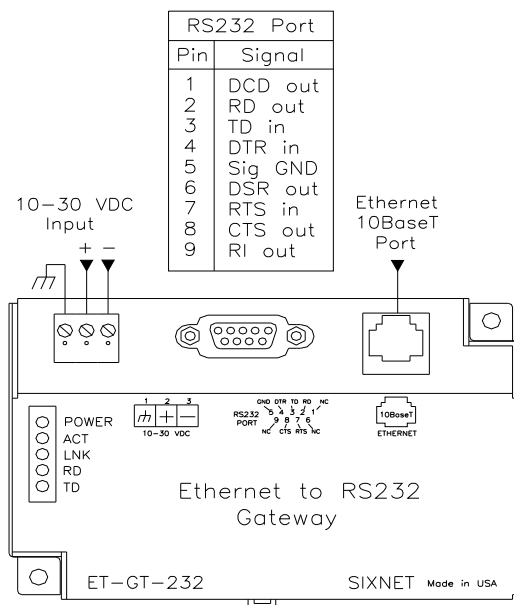 RS232 Port
Pin Signal
1 DCD out
2 RD out
3 TD in
4 DTR in
5 Sig GND
6 DSR out
7 RTS in
8 CTS out
9 RI out
10-30 VDC
Input
+ -
Ethernet
10BaseT
Port
1 2 3
+ -
10-30 VDC
GND DTR TD RD NC
RS232 5 4 3 2 1
PORT 9 8 7 6
NC CTS RTS NC
10BaseT
ETHERNET
POWER
ACT
LNK
RD
TD
Ethernet to RS232
Gateway
ET-GT-232
SIXNET Made in USA